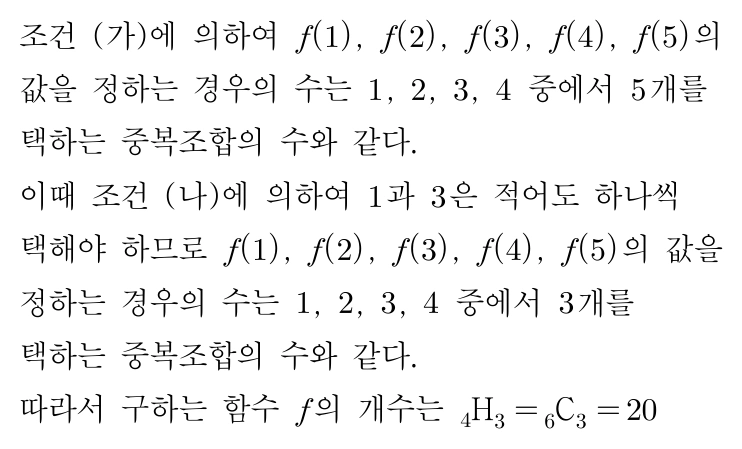 조건 (가)에 의하여 f(1), f(2), f(3), f(4), f(5)의
값을 정하는 경우의 수는 1, 2, 3, 4 중에서 5개를
택하는 중복조합의 수와 같다.
이때 조건 (나)에 의하여 1과 3은 적어도 하나씩
택해야 하므로 f(1), f(2), f(3), f(4), f(5)의 값을
정하는 경우의 수는 1, 2, 3, 4 중에서 3개를
택하는 중복조합의 수와 같다.
따라서 구하는 함수 f의 개수는 ₄H₃ = ₆C₃ = 20